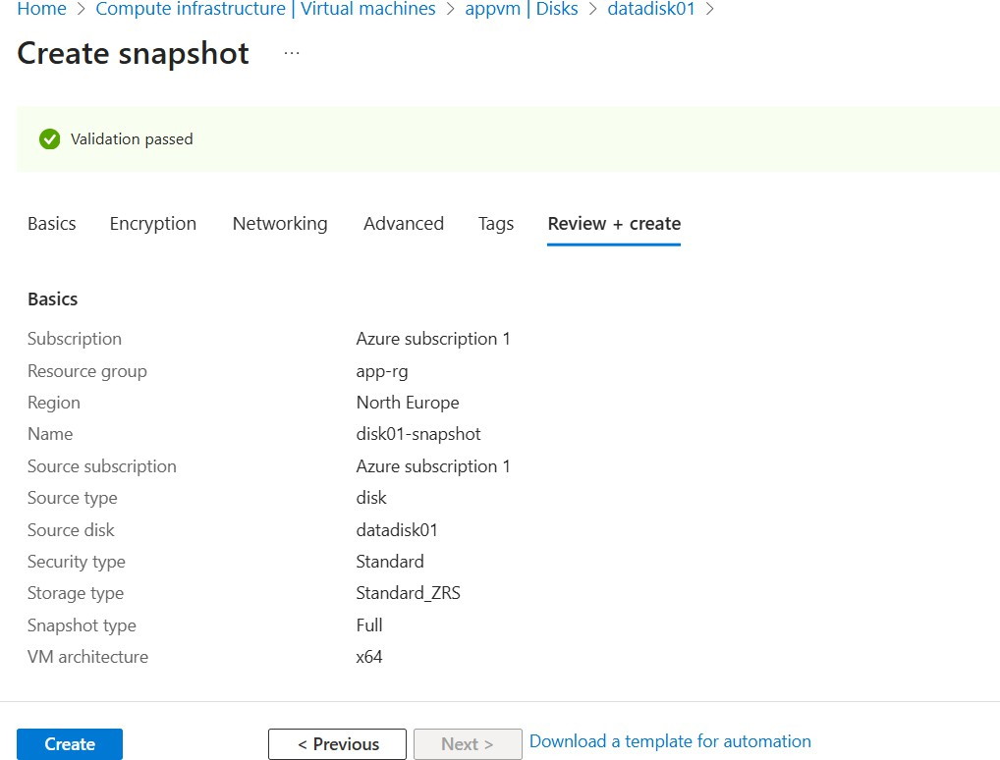 Home > Compute infrastructure | Virtual machines > appvm | Disks > datadisk01 >
Create snapshot ...
Validation passed
Basics Encryption Networking Advanced Tags Review + create
Basics
Subscription Azure subscription 1
Resource group app-rg
Region North Europe
Name disk01-snapshot
Source subscription Azure subscription 1
Source type disk
Source disk datadisk01
Security type Standard
Storage type Standard_ZRS
Snapshot type Full
VM architecture x64
Create < Previous Next > Download a template for automation